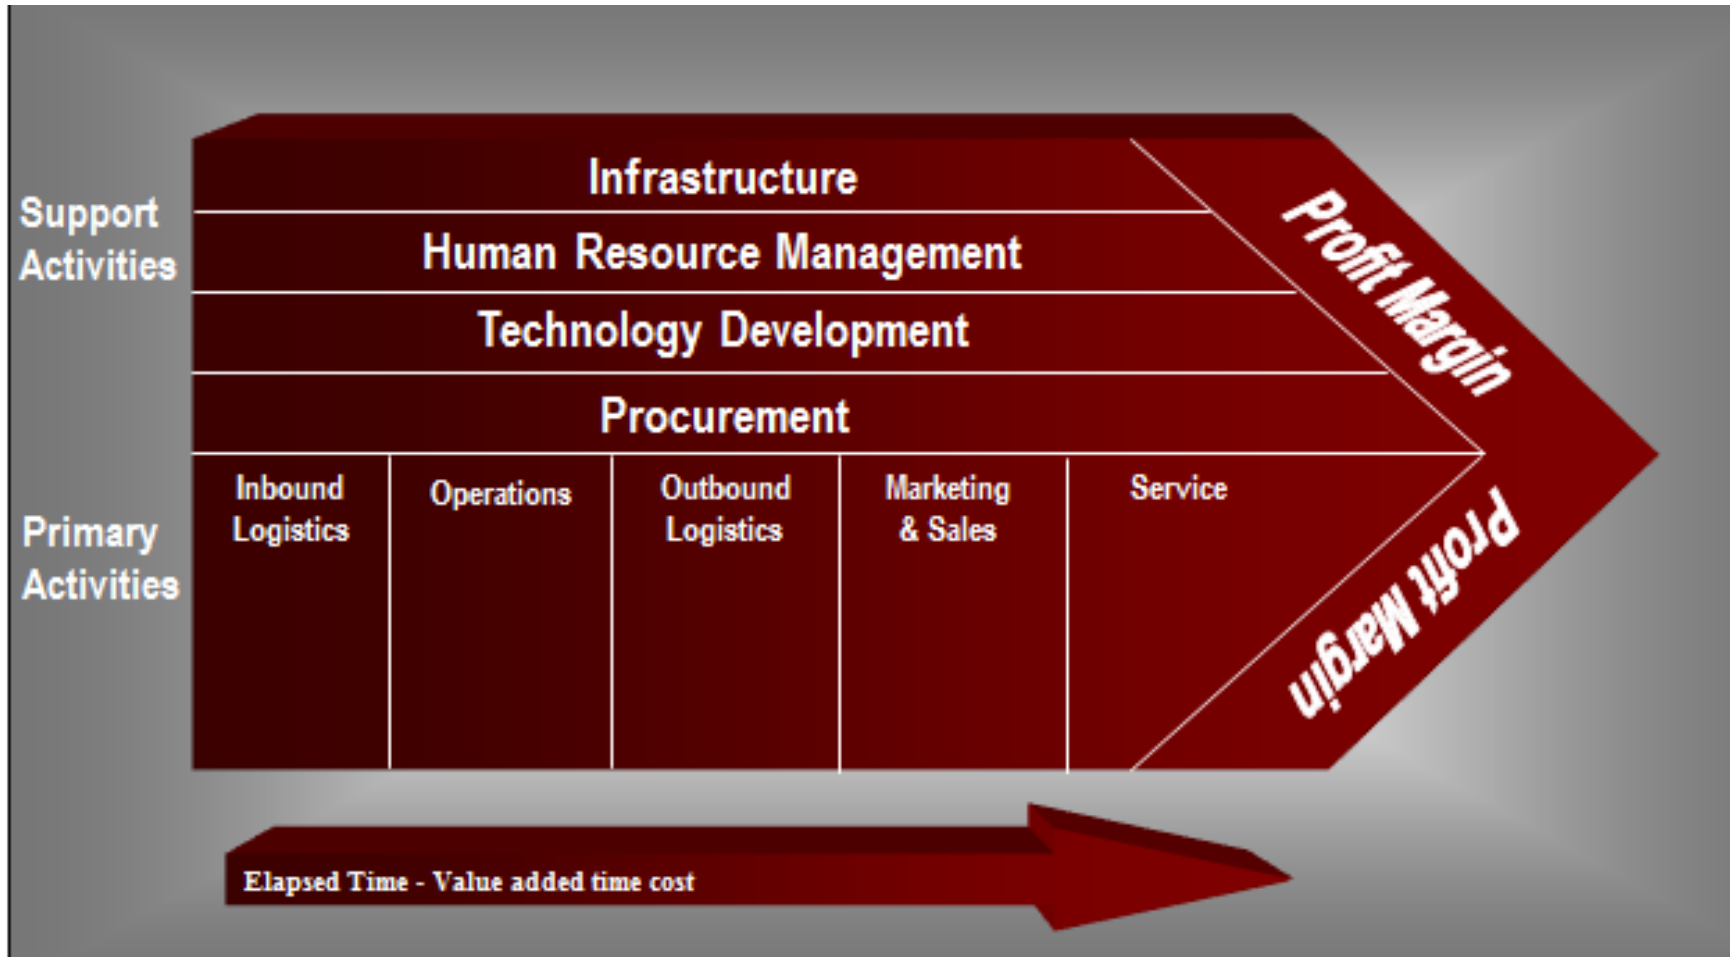 Support
Activities
Infrastructure
Human Resource Management
Technology Development
Procurement
Profit Margin
Primary
Activities
Inbound
Logistics
Operations
Outbound
Logistics
Marketing
& Sales
Service
Profit Margin
Elapsed Time - Value added time cost